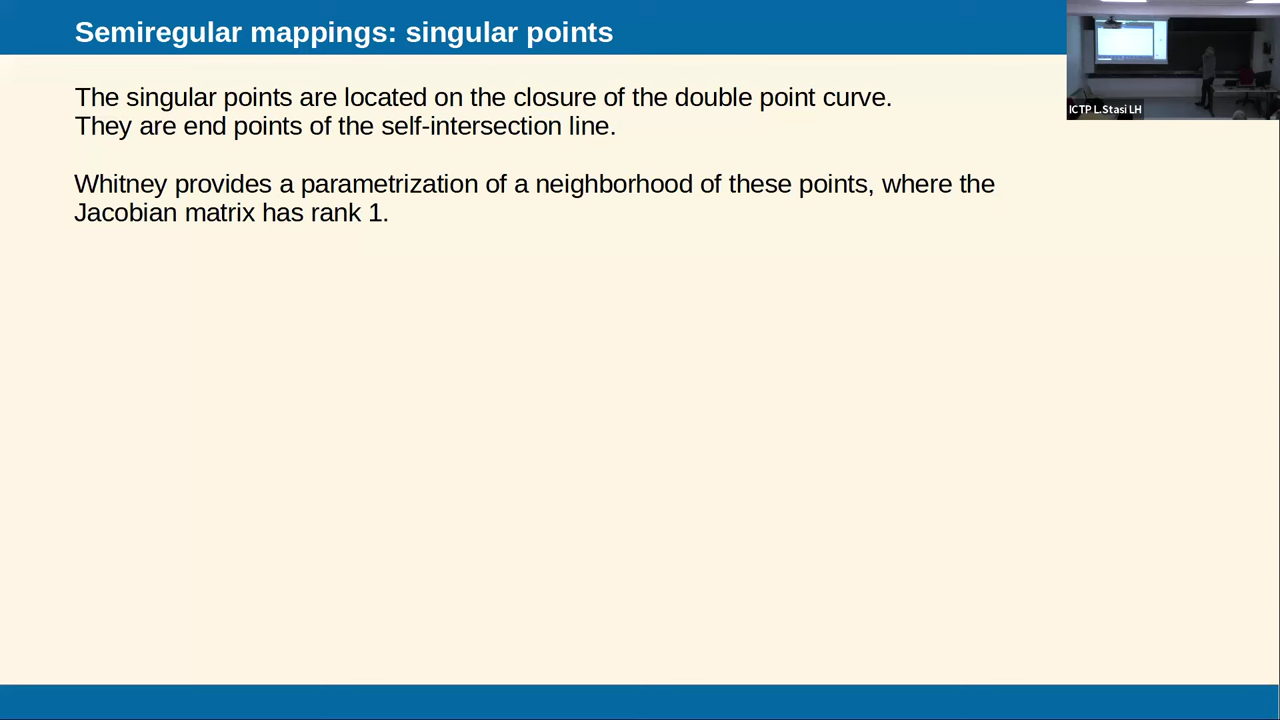 Semiregular mappings: singular points
ICTP L.Stasi LH
The singular points are located on the closure of the double point curve.
They are end points of the self-intersection line.
Whitney provides a parametrization of a neighborhood of these points, where the
Jacobian matrix has rank 1.